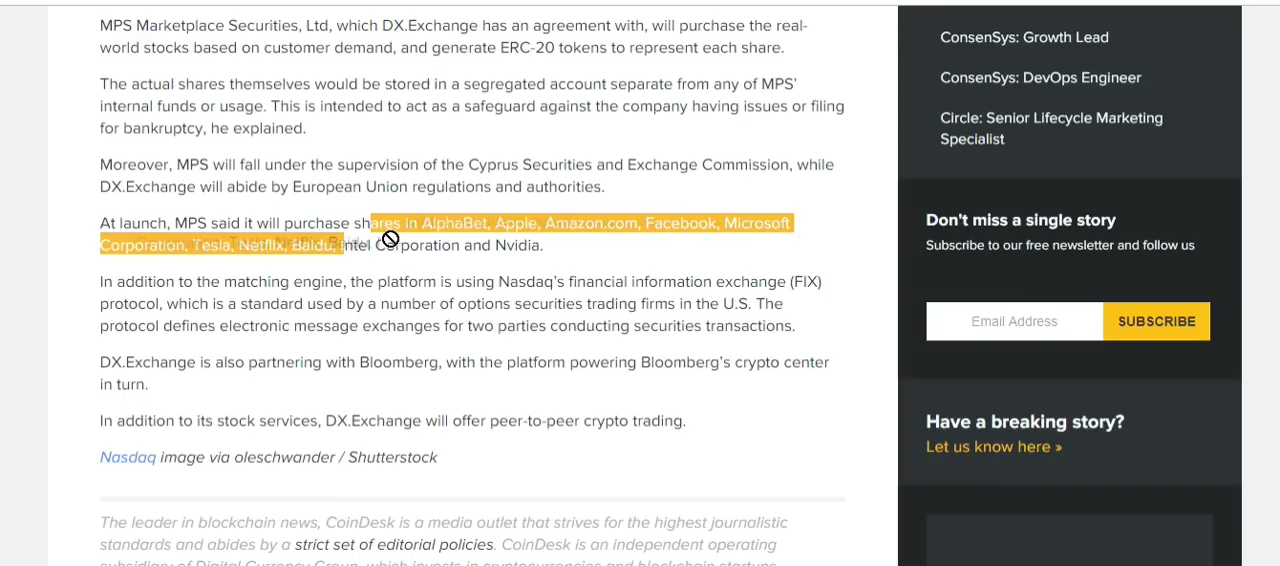 MPS Marketplace Securities, Ltd, which DX.Exchange has an agreement with, will purchase the real-
world stocks based on customer demand, and generate ERC-20 tokens to represent each share.
The actual shares themselves would be stored in a segregated account separate from any of MPS'
internal funds or usage. This is intended to act as a safeguard against the company having issues or filing
for bankruptcy, he explained.
Moreover, MPS will fall under the supervision of the Cyprus Securities and Exchange Commission, while
DX.Exchange will abide by European Union regulations and authorities.
At launch, MPS said it will purchase shares in AlphaBet, Apple, Amazon.com, Facebook, Microsoft
Corporation, Tesla, Netflix, Baidu, Intel Corporation and Nvidia.
In addition to the matching engine, the platform is using Nasdaq's financial information exchange (FIX)
protocol, which is a standard used by a number of options securities trading firms in the U.S. The
protocol defines electronic message exchanges for two parties conducting securities transactions.
DX.Exchange is also partnering with Bloomberg, with the platform powering Bloomberg's crypto center
in turn.
In addition to its stock services, DX.Exchange will offer peer-to-peer crypto trading.
Nasdaq image via oleschwander / Shutterstock
The leader in blockchain news, CoinDesk is a media outlet that strives for the highest journalistic
standards and abides by a strict set of editorial policies. CoinDesk is an independent operating
subsidiary of Digital Currency Group, which invests in cryptocurrencies and blockchain startups.
ConsenSys: Growth Lead
ConsenSys: DevOps Engineer
Circle: Senior Lifecycle Marketing
Specialist
Don't miss a single story
Subscribe to our free newsletter and follow us
Email Address
SUBSCRIBE
Have a breaking story?
Let us know here »